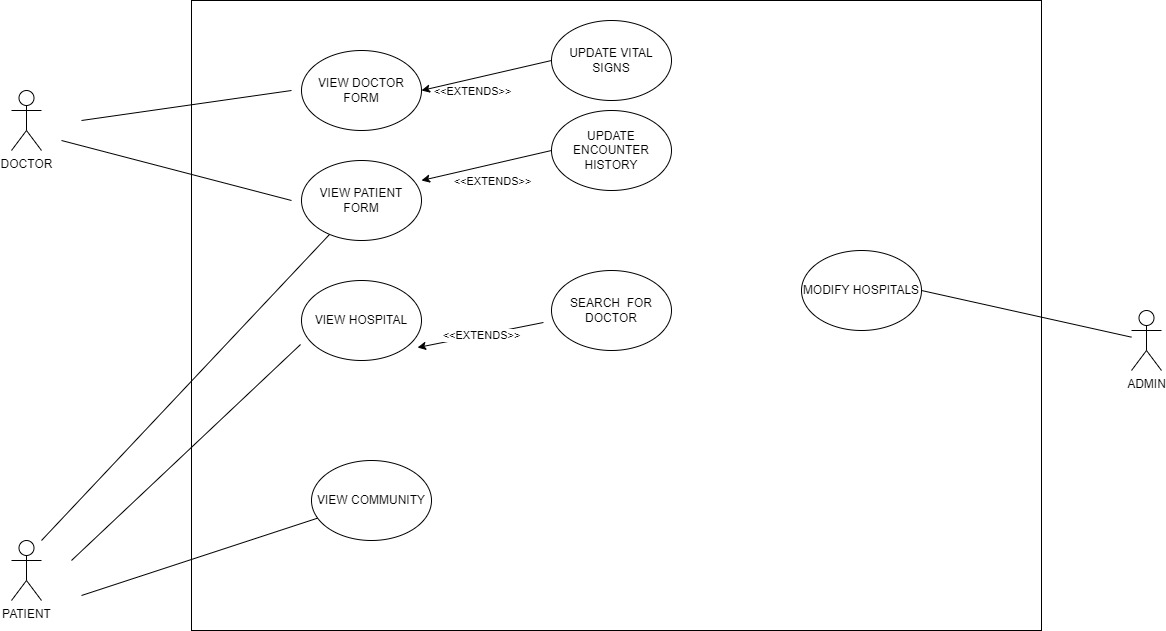 UPDATE VITAL
SIGNS
VIEW DOCTOR
FORM
<<EXTENDS>>
UPDATE
ENCOUNTER
HISTORY
DOCTOR
VIEW PATIENT
FORM
<<EXTENDS>>
MODIFY HOSPITALS
SEARCH  FOR
DOCTOR
VIEW HOSPITAL
<<EXTENDS>>
ADMIN
VIEW COMMUNITY
PATIENT